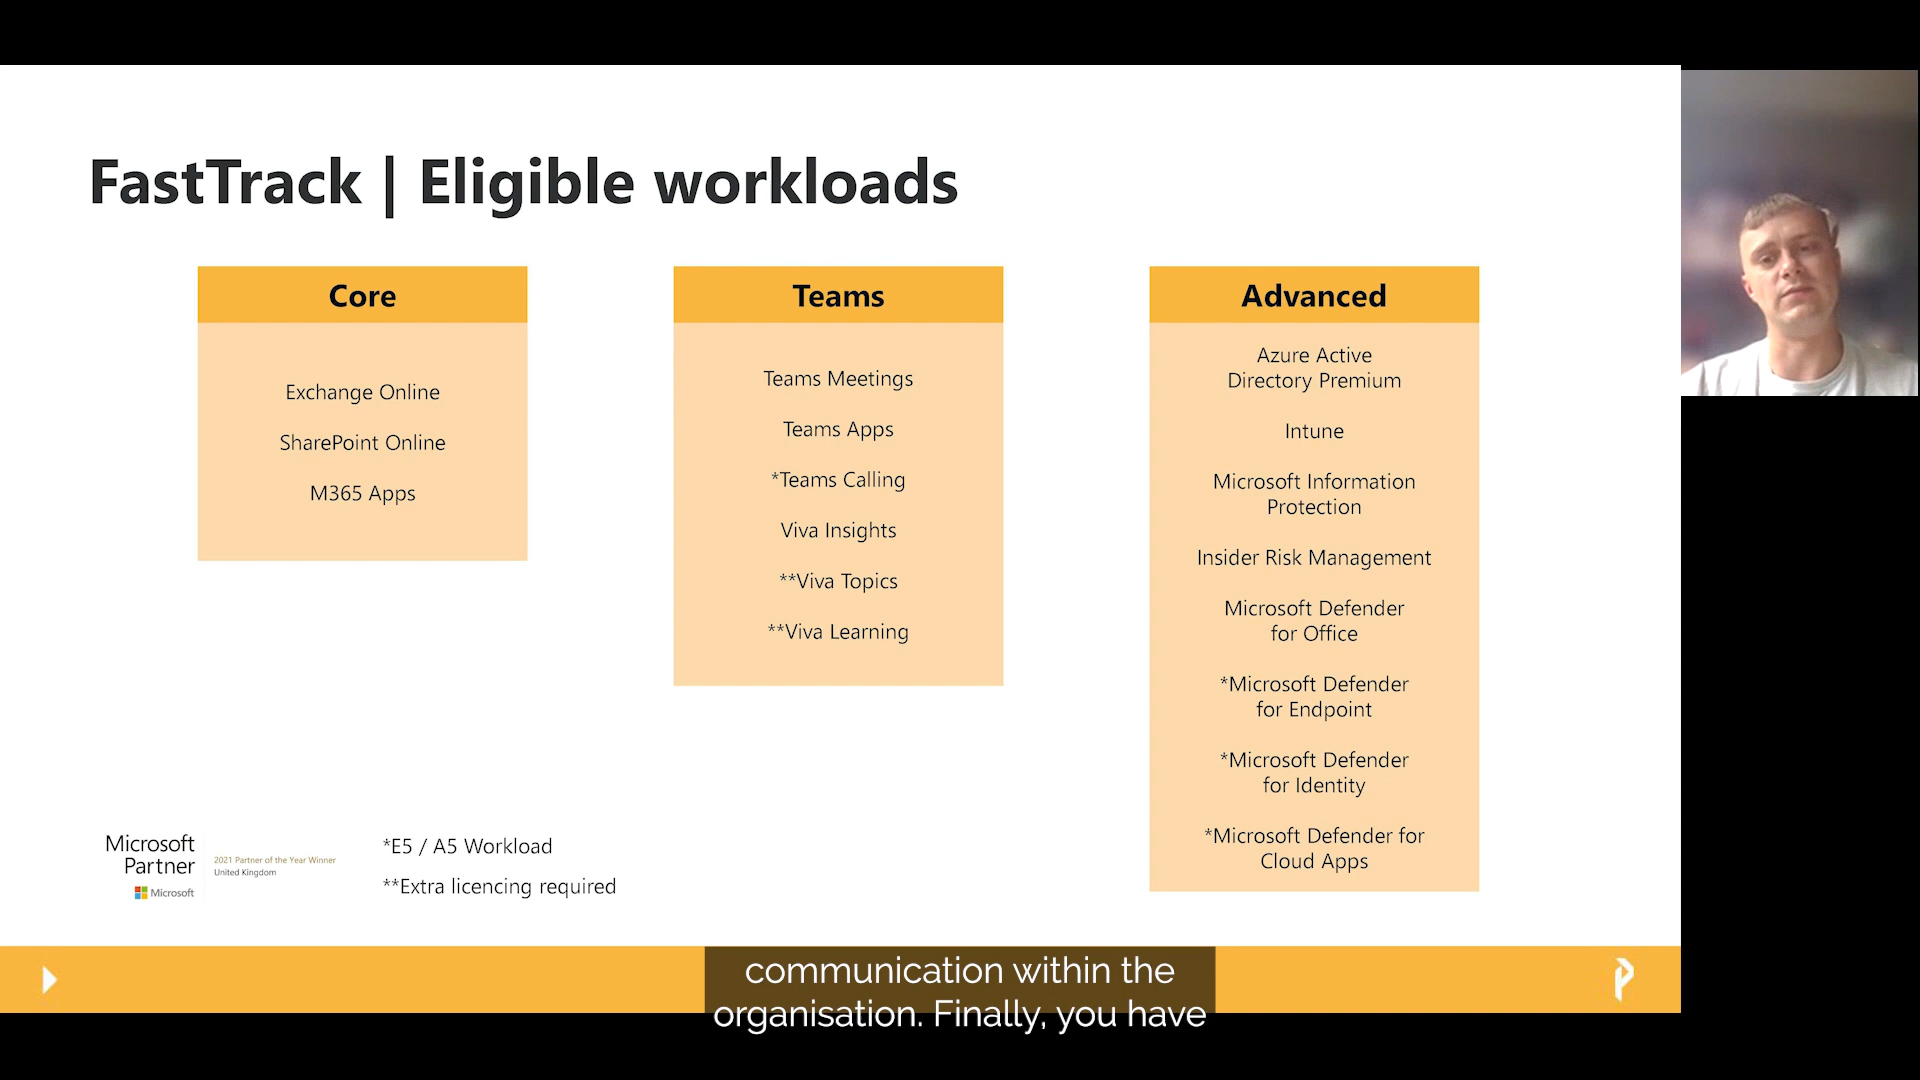 FastTrack | Eligible workloads
Core
Exchange Online
SharePoint Online
M365 Apps
Teams
Teams Meetings
Teams Apps
*Teams Calling
Viva Insights
**Viva Topics
**Viva Learning
Advanced
Azure Active
Directory Premium
Intune
Microsoft Information
Protection
Insider Risk Management
Microsoft Defender
for Office
*Microsoft Defender
for Endpoint
*Microsoft Defender
for Identity
*Microsoft Defender for
Cloud Apps
Microsoft
Partner
Microsoft
2021 Partner of the Year Winner
United Kingdom
*E5 / A5 Workload
**Extra licencing required
communication within the
organisation. Finally, you have